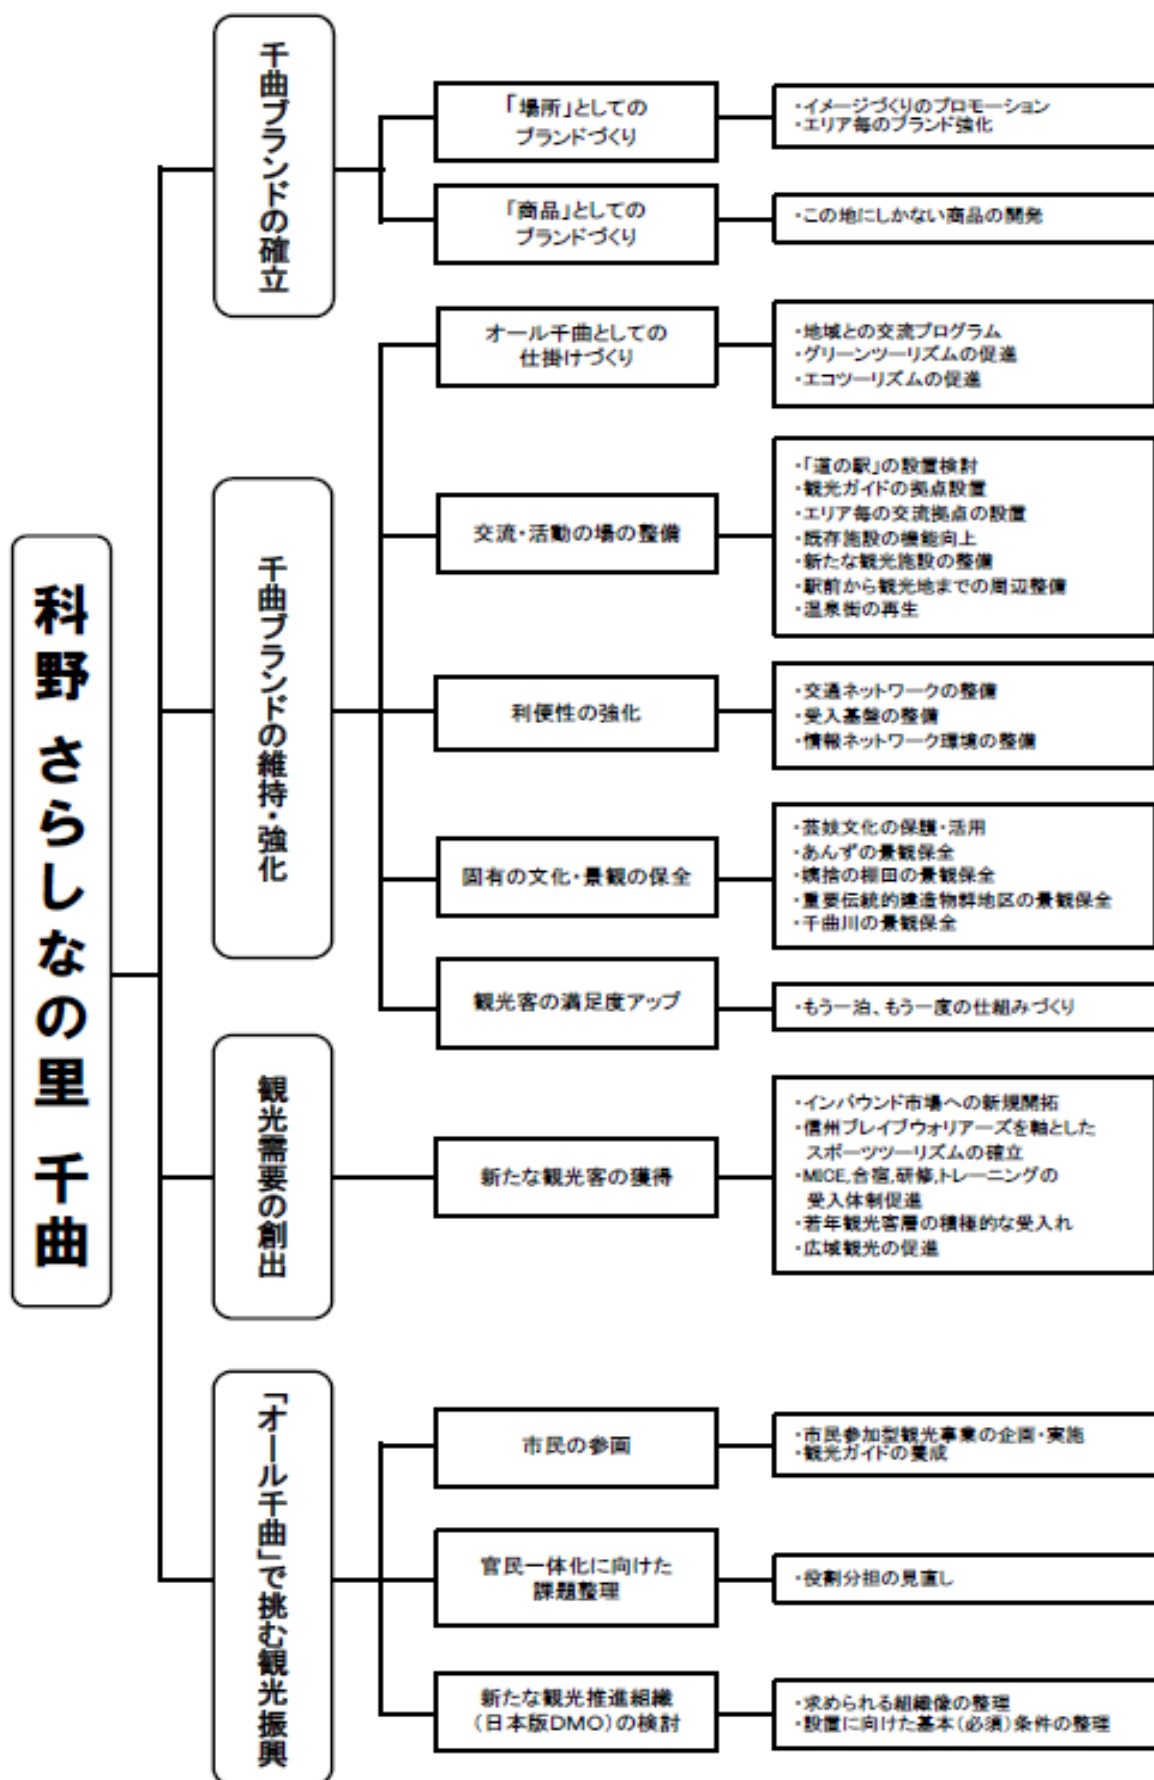 科野 さらしなの里 千曲
千曲ブランドの確立
「場所」としての
ブランドづくり
・イメージづくりのプロモーション
・エリア毎のブランド強化
「商品」としての
ブランドづくり
・この地にしかない商品の開発
千曲ブランドの維持・強化
オール千曲としての
仕掛けづくり
・地域との交流プログラム
・グリーンツーリズムの促進
・エコツーリズムの促進
交流・活動の場の整備
・「道の駅」の設置検討
・観光ガイドの拠点設置
・エリア毎の交流拠点の設置
・既存施設の機能向上
・新たな観光施設の整備
・駅前から観光地までの周辺整備
・温泉街の再生
利便性の強化
・交通ネットワークの整備
・受入基盤の整備
・情報ネットワーク環境の整備
固有の文化・景観の保全
・芸妓文化の保護・活用
・あんずの景観保全
・姨捨の棚田の景観保全
・重要伝統的建造物群地区の景観保全
・千曲川の景観保全
観光客の満足度アップ
・もう一泊、もう一度の仕組みづくり
観光需要の創出
新たな観光客の獲得
・インバウンド市場への新規開拓
・信州ブレイブウォリアーズを軸とした
スポーツツーリズムの確立
・MICE,合宿,研修,トレーニングの
受入体制促進
・若年観光客層の積極的な受入れ
・広域観光の促進
「オール千曲」で挑む観光振興
市民の参画
・市民参加型観光事業の企画・実施
・観光ガイドの養成
官民一体化に向けた
課題整理
・役割分担の見直し
新たな観光推進組織
(日本版DMO)の検討
・求められる組織像の整理
・設置に向けた基本(必須)条件の整理